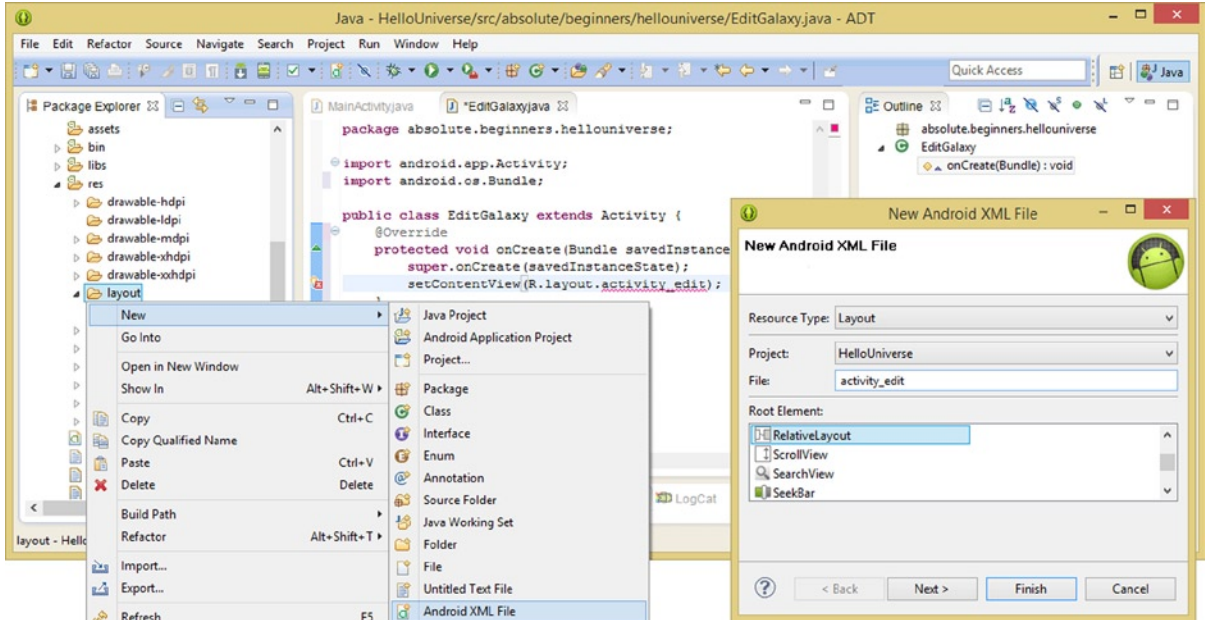 Java - HelloUniverse/src/absolute/beginners/hellouniverse/EditGalaxy.java - ADT
File Edit Refactor Source Navigate Search Project Run Window Help
Quick Access
Java
Package Explorer
assets
bin
libs
res
drawable-hdpi
drawable-ldpi
drawable-mdpi
drawable-xhdpi
drawable-xxhdpi
layout
layout - Hello
MainActivity.java
*EditGalaxy.java
package absolute.beginners.hellouniverse;
import android.app.Activity;
import android.os.Bundle;
public class EditGalaxy extends Activity {
@Override
protected void onCreate(Bundle savedInstance
super.onCreate(savedInstanceState);
setContentView(R.layout.activity_edit);
LogCat
Outline
absolute.beginners.hellouniverse
EditGalaxy
onCreate(Bundle) : void
New
Go Into
Open in New Window
Show In Alt+Shift+W
Copy Ctrl+C
Copy Qualified Name
Paste Ctrl+V
Delete Delete
Build Path
Refactor Alt+Shift+T
Import...
Export...
Refresh F5
Java Project
Android Application Project
Project...
Package
Class
Interface
Enum
Annotation
Source Folder
Java Working Set
Folder
File
Untitled Text File
Android XML File
New Android XML File
New Android XML File
Resource Type: Layout
Project: HelloUniverse
File: activity_edit
Root Element:
RelativeLayout
ScrollView
SearchView
SeekBar
? < Back Next > Finish Cancel